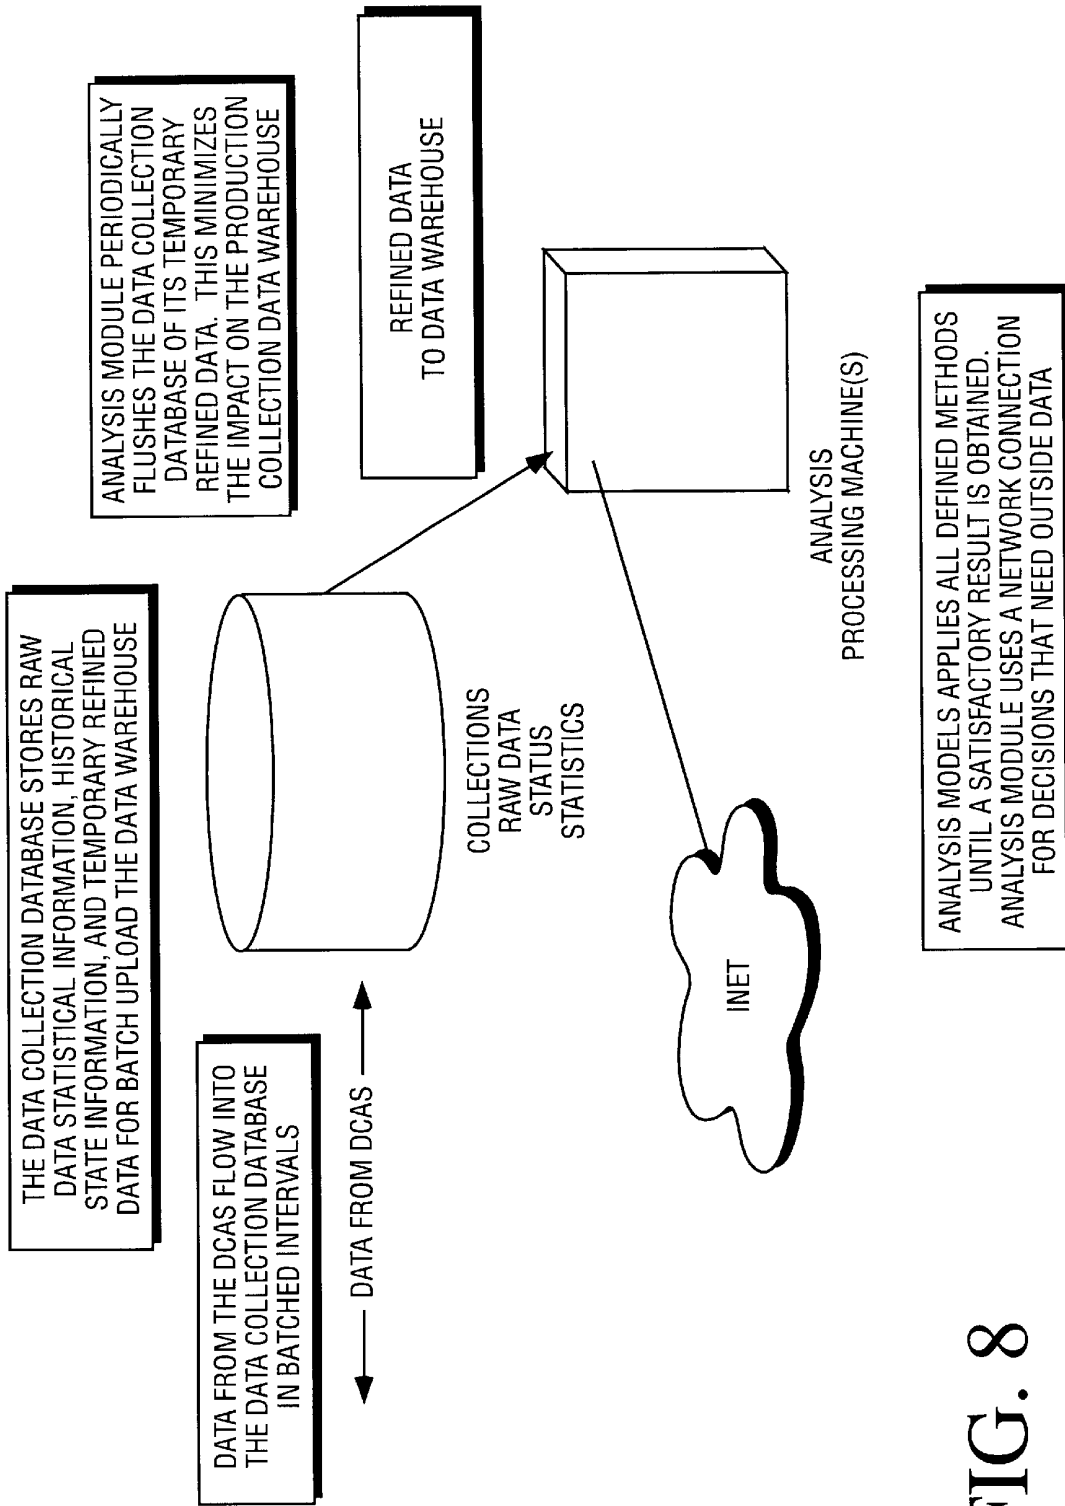 THE DATA COLLECTION DATABASE STORES RAW
DATA STATISTICAL INFORMATION, HISTORICAL
STATE INFORMATION, AND TEMPORARY REFINED
DATA FOR BATCH UPLOAD THE DATA WAREHOUSE
ANALYSIS MODULE PERIODICALLY
FLUSHES THE DATA COLLECTION
DATABASE OF ITS TEMPORARY
REFINED DATA. THIS MINIMIZES
THE IMPACT ON THE PRODUCTION
COLLECTION DATA WAREHOUSE
DATA FROM THE DCAS FLOW INTO
THE DATA COLLECTION DATABASE
IN BATCHED INTERVALS
DATA FROM DCAS
COLLECTIONS
RAW DATA
STATUS
STATISTICS
REFINED DATA
TO DATA WAREHOUSE
INET
ANALYSIS
PROCESSING MACHINE(S)
ANALYSIS MODELS APPLIES ALL DEFINED METHODS
UNTIL A SATISFACTORY RESULT IS OBTAINED.
ANALYSIS MODULE USES A NETWORK CONNECTION
FOR DECISIONS THAT NEED OUTSIDE DATA
FIG. 8